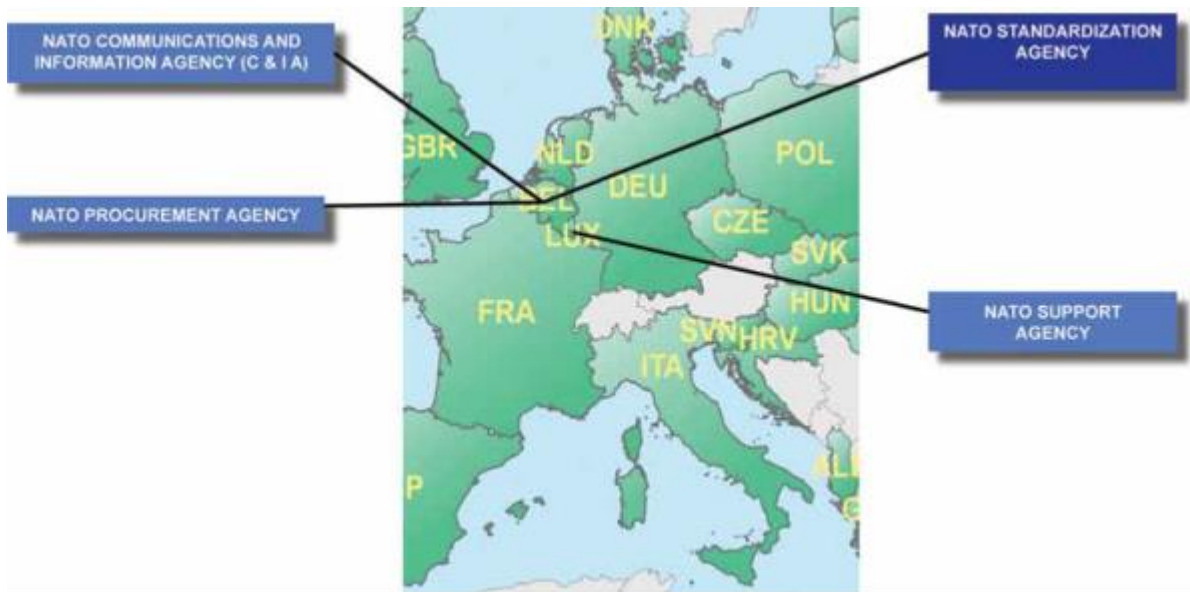 NATO COMMUNICATIONS AND
INFORMATION AGENCY (C & I A)
NATO PROCUREMENT AGENCY
NATO STANDARDIZATION
AGENCY
NATO SUPPORT
AGENCY
DNK
GBR
NLD
POL
DEU
BEL
CZE
LUX
SVK
HUN
FRA
SVN
HRV
ITA
P
G